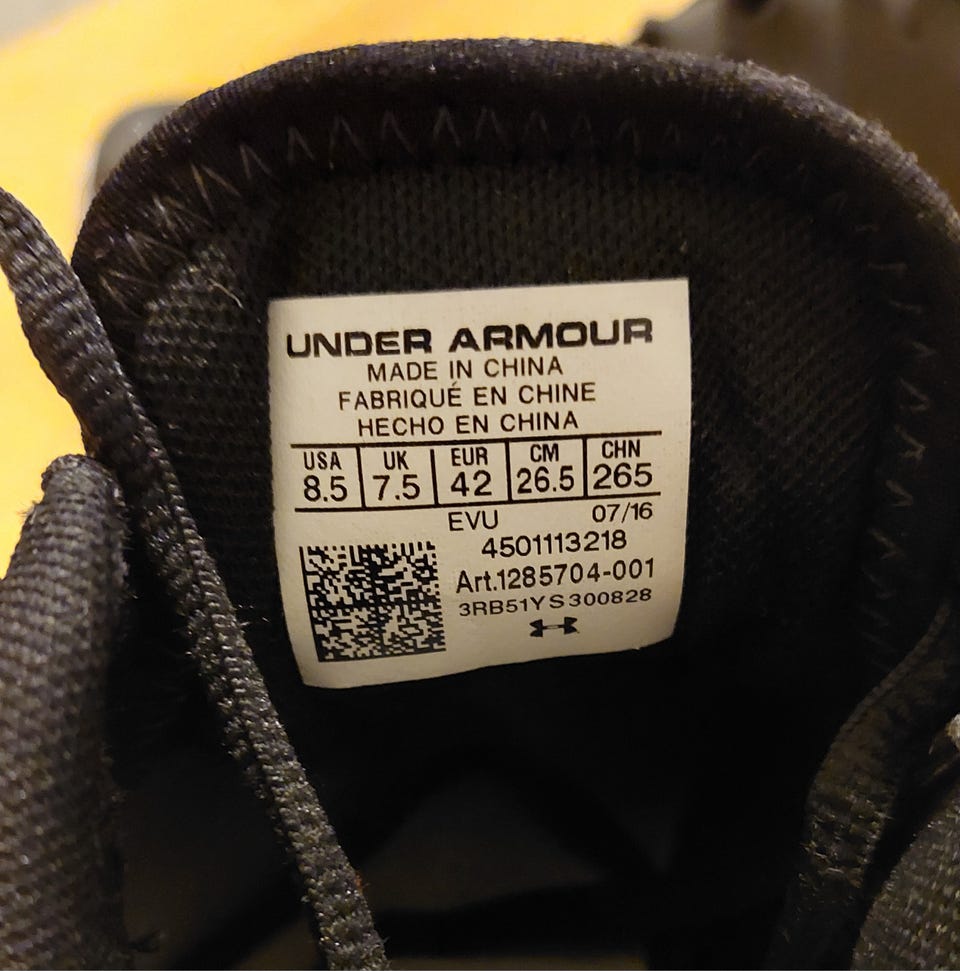 UNDER ARMOUR
MADE IN CHINA
FABRIQUÉ EN CHINE
HECHO EN CHINA
USA UK EUR CM CHN
8.5 7.5 42 26.5 265
EVU 07/16
4501113218
Art.1285704-001
3RB51YS300828